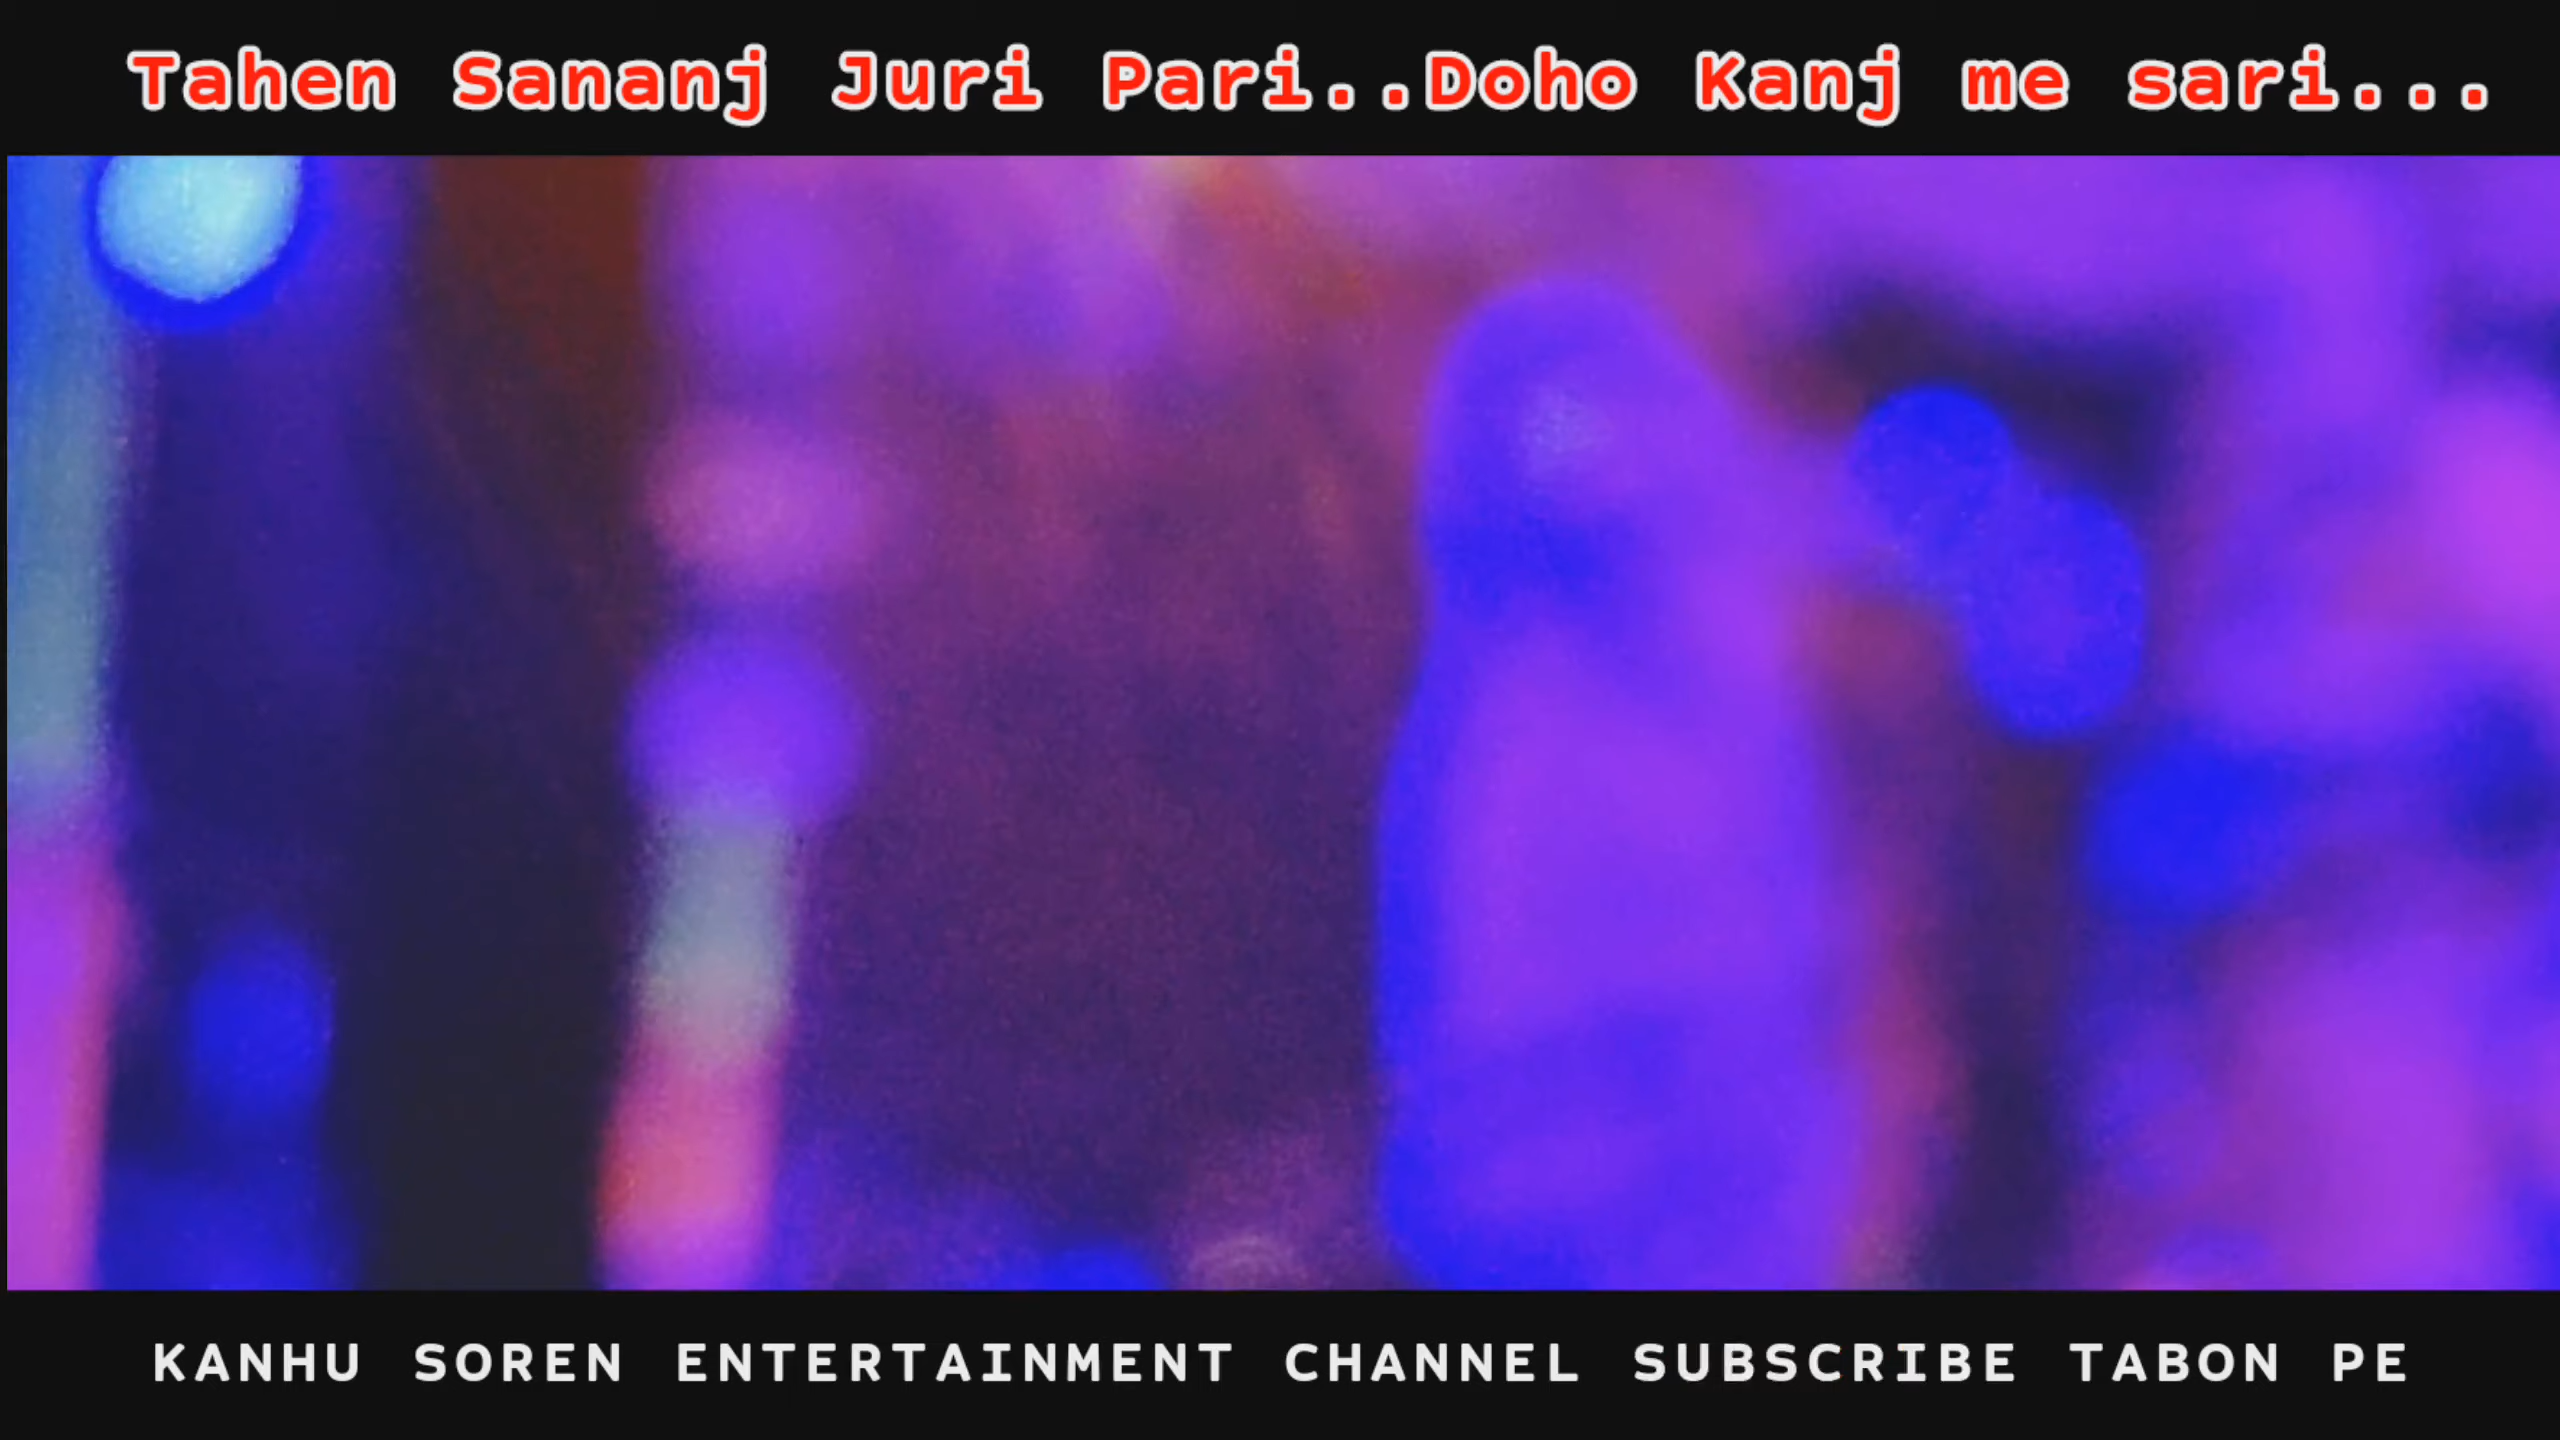 Tahen Sananj Juri Pari..Doho Kanj me sari...
KANHU SOREN ENTERTAINMENT CHANNEL SUBSCRIBE TABON PE